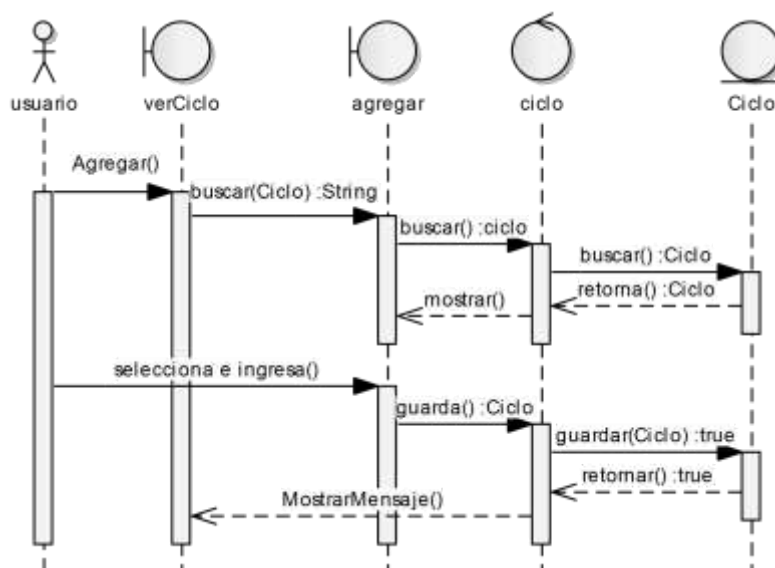 usuario
verCiclo
agregar
ciclo
Ciclo
Agregar()
buscar(Ciclo) :String
buscar() :ciclo
buscar() :Ciclo
retorna() :Ciclo
mostrar()
selecciona e ingresa()
guarda() :Ciclo
guardar(Ciclo) :true
retornar() :true
MostrarMensaje()